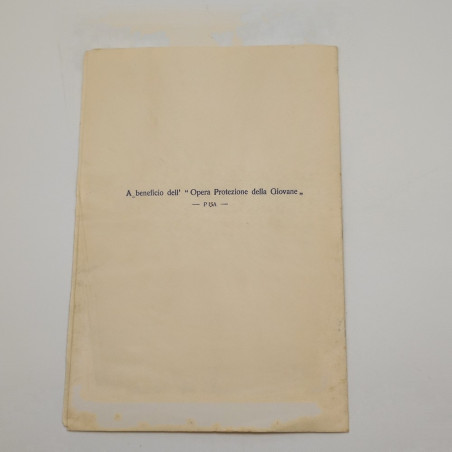 A beneficio dell' “ Opera Protezione della Giovane „
— PISA —